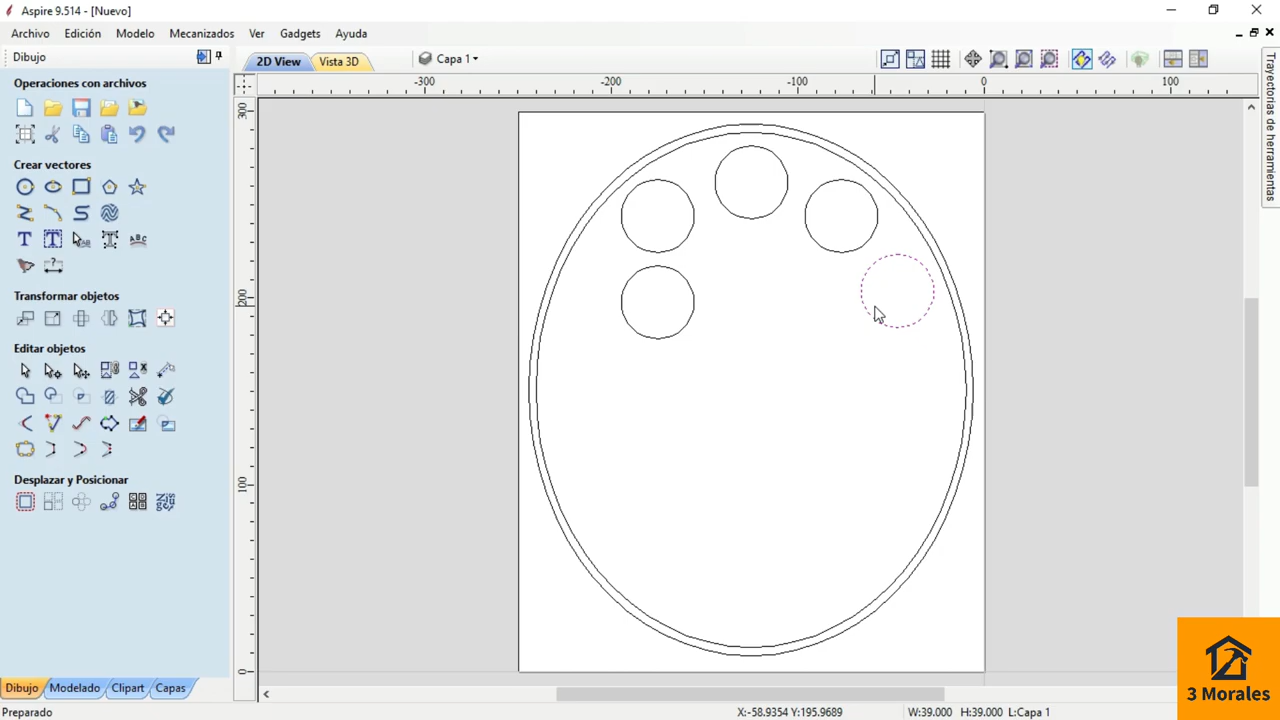 Aspire 9.514 - [Nuevo]
Archivo Edición Modelo Mecanizados Ver Gadgets Ayuda
Dibujo
2D View Vista 3D Capa 1
-300 -200 -100 0 100
Operaciones con archivos
Crear vectores
Transformar objetos
Editar objetos
Desplazar y Posicionar
300
200
100
0
Trayectorias de herramientas
Dibujo Modelado Clipart Capas
Preparado X:-58.9354 Y:195.9689 W:39.000 H:39.000 L:Capa 1
3 Morales